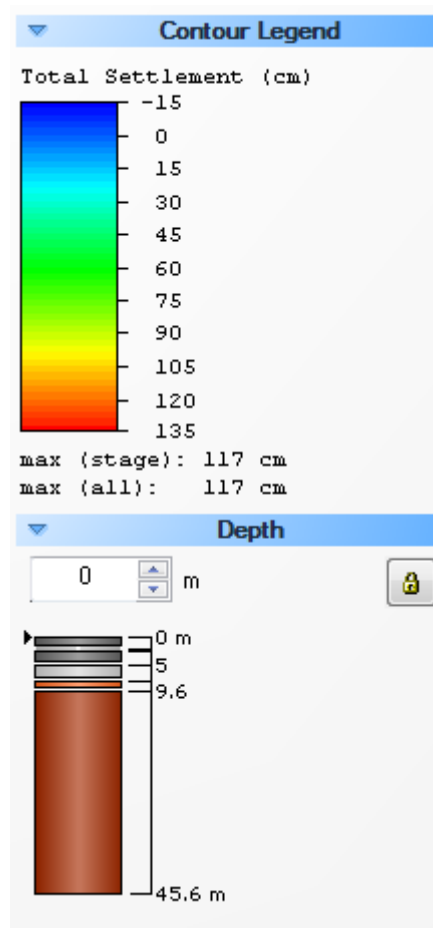 Contour Legend
Total Settlement (cm)
-15
0
15
30
45
60
75
90
105
120
135
max (stage): 117 cm
max (all): 117 cm
Depth
0 m
0 m
5
9.6
45.6 m